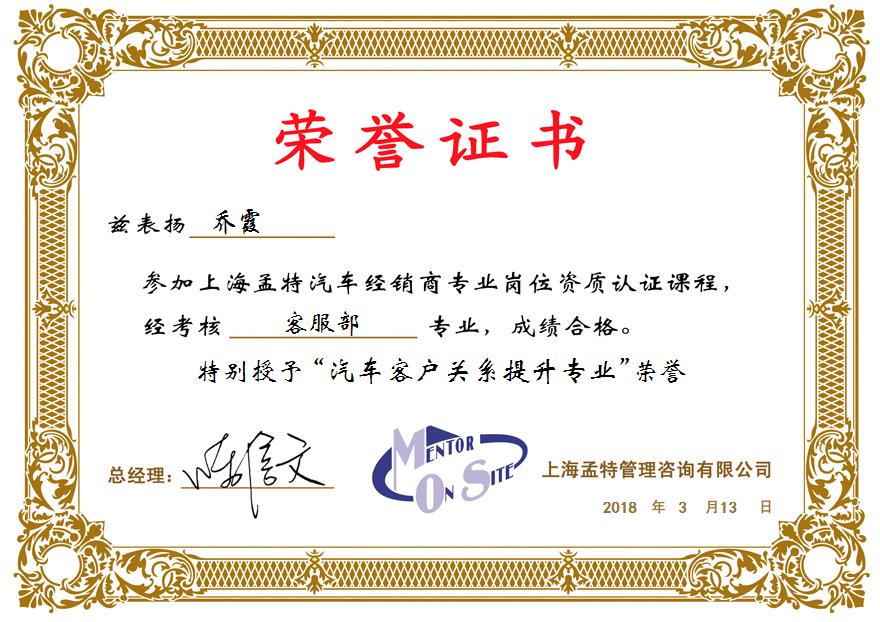 荣誉证书
兹表扬 乔霞
参加上海孟特汽车经销商专业岗位资质认证课程，
经考核 客服部 专业，成绩合格。
特别授予“汽车客户关系提升专业”荣誉
总经理：
MENTOR
ON SITE
上海孟特管理咨询有限公司
2018 年 3 月13 日